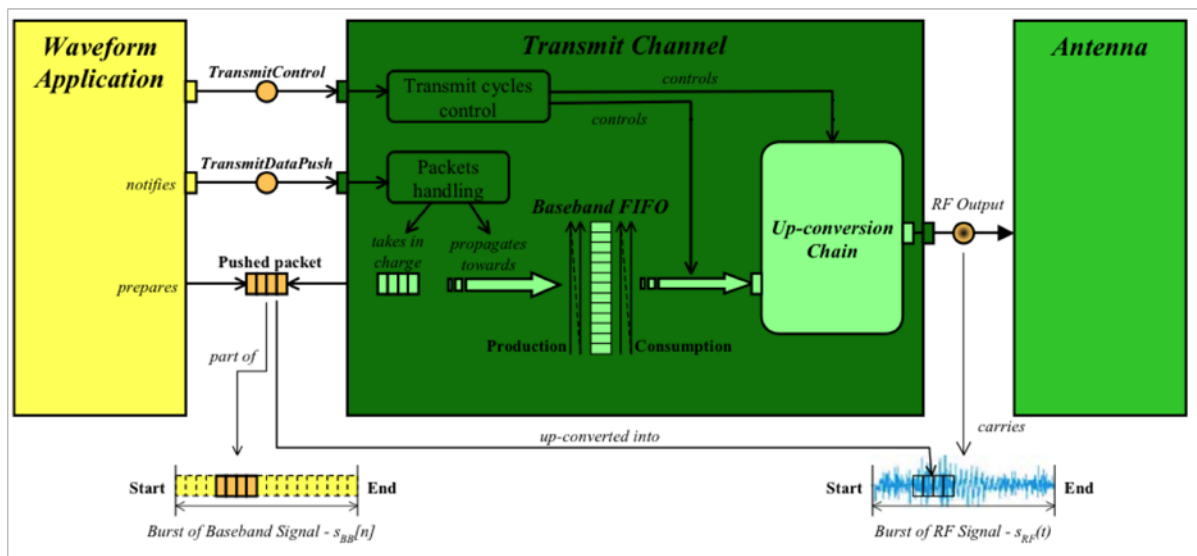 Waveform
Application
Transmit Channel
Antenna
TransmitControl
Transmit cycles
control
controls
controls
TransmitDataPush
notifies
Packets
handling
Baseband FIFO
RF Output
Up-conversion
Chain
takes in
charge
propagates
towards
Pushed packet
prepares
Production
Consumption
part of
up-converted into
carries
Start
End
Start
End
Burst of Baseband Signal - sBB[n]
Burst of RF Signal - sRF(t)